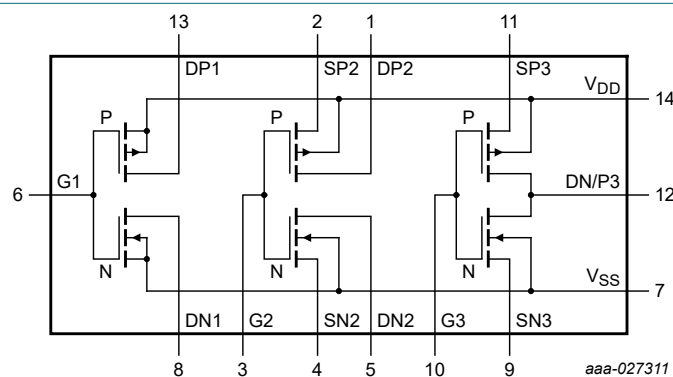 13 2 1 11
DP1 SP2 DP2 SP3
VDD
14
P P P
6 G1 DN/P3 12
N N N
VSS
7
DN1 G2 SN2 DN2 G3 SN3
8 3 4 5 10 9
aaa-027311